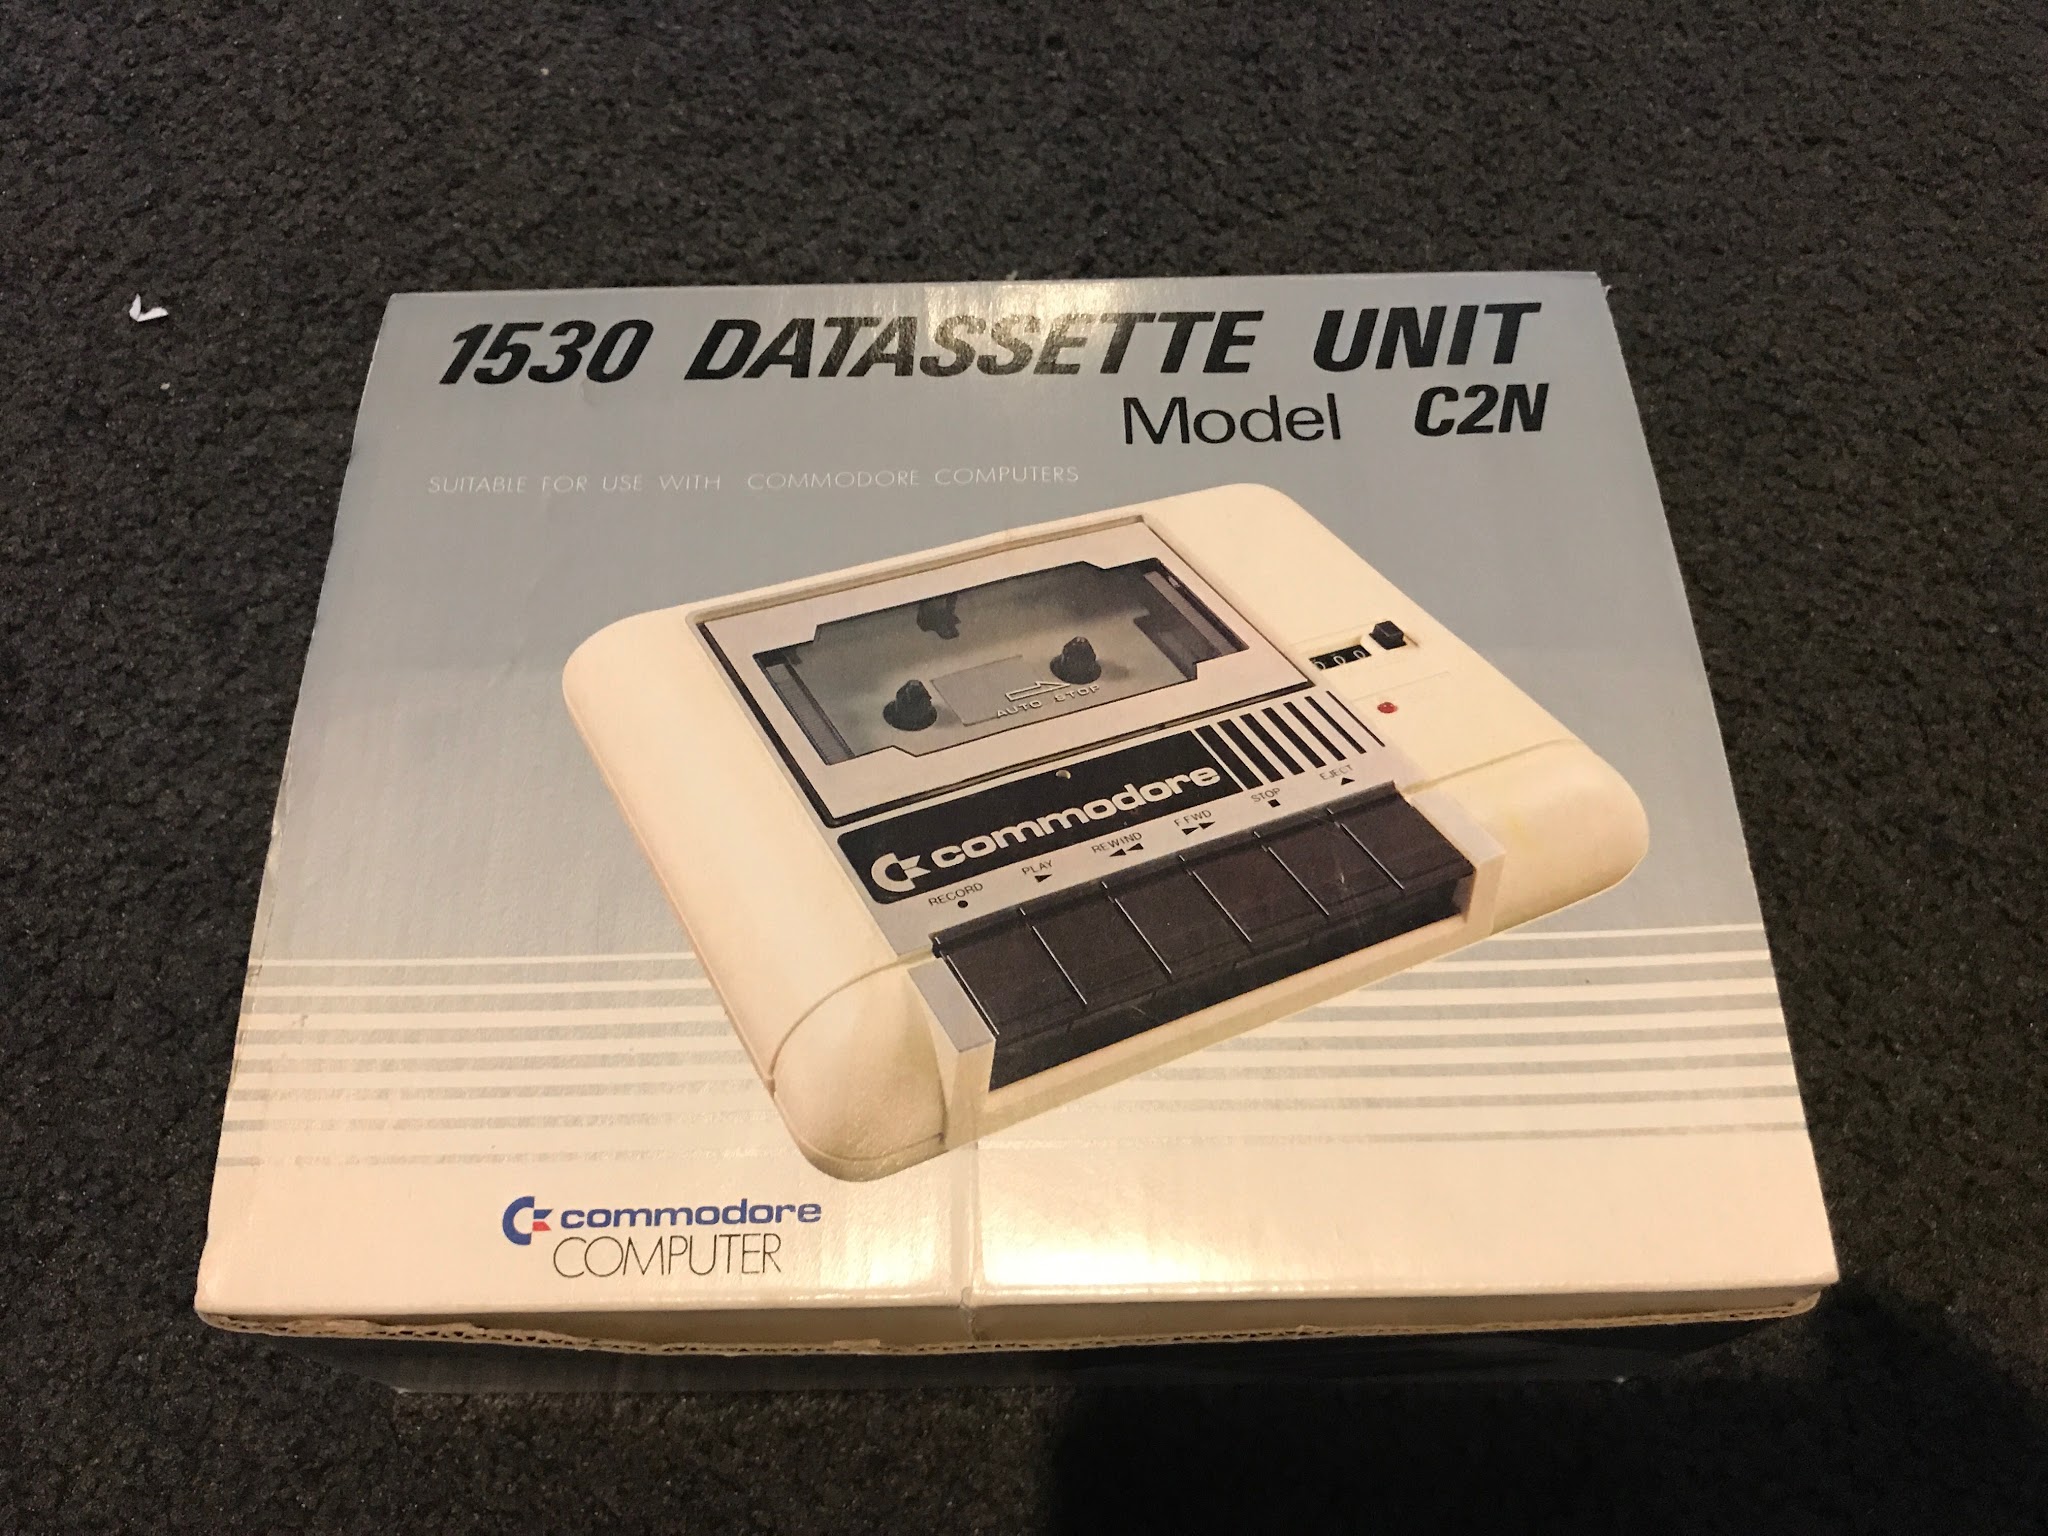 1530 DATASSETTE UNIT
Model C2N
SUITABLE FOR USE WITH COMMODORE COMPUTERS
AUTO STOP
000
commodore
RECORD PLAY REWIND F.FWD STOP EJECT
commodore
COMPUTER